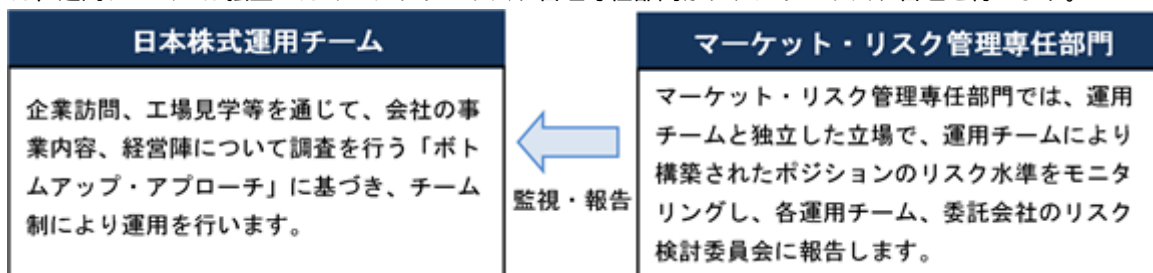 日本株式運用チーム
企業訪問、工場見学等を通じて、会社の事
業内容、経営陣について調査を行う「ボト
ムアップ・アプローチ」に基づき、チーム
制により運用を行います。
監視・報告
マーケット・リスク管理専任部門
マーケット・リスク管理専任部門では、運用
チームと独立した立場で、運用チームにより
構築されたポジションのリスク水準をモニタ
リングし、各運用チーム、委託会社のリスク
検討委員会に報告します。